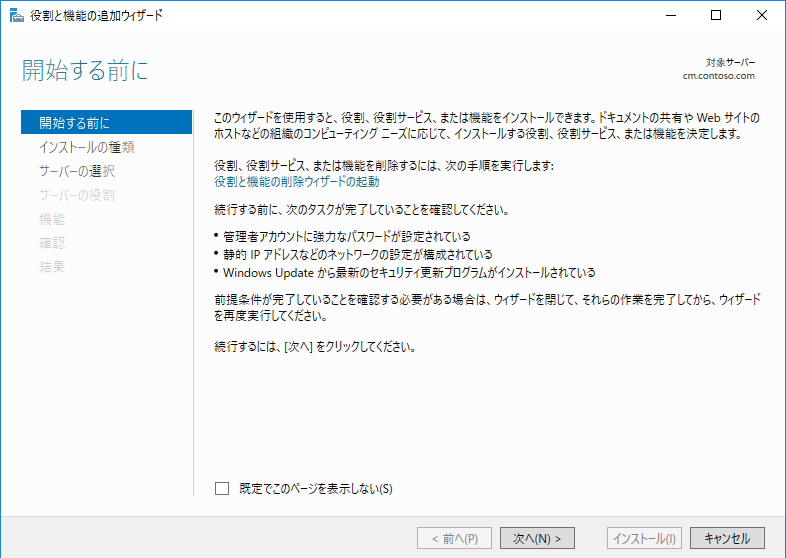 役割と機能の追加ウィザード
開始する前に
対象サーバー
cm.contoso.com
開始する前に
インストールの種類
サーバーの選択
サーバーの役割
機能
確認
結果
このウィザードを使用すると、役割、役割サービス、または機能をインストールできます。ドキュメントの共有や Web サイトの
ホストなどの組織のコンピューティング ニーズに応じて、インストールする役割、役割サービス、または機能を決定します。
役割、役割サービス、または機能を削除するには、次の手順を実行します:
役割と機能の削除ウィザードの起動
続行する前に、次のタスクが完了していることを確認してください。
• 管理者アカウントに強力なパスワードが設定されている
• 静的 IP アドレスなどのネットワークの設定が構成されている
• Windows Update から最新のセキュリティ更新プログラムがインストールされている
前提条件が完了していることを確認する必要がある場合は、ウィザードを閉じて、それらの作業を完了してから、ウィザード
を再度実行してください。
続行するには、[次へ] をクリックしてください。
既定でこのページを表示しない(S)
< 前へ(P)
次へ(N) >
インストール(I)
キャンセル